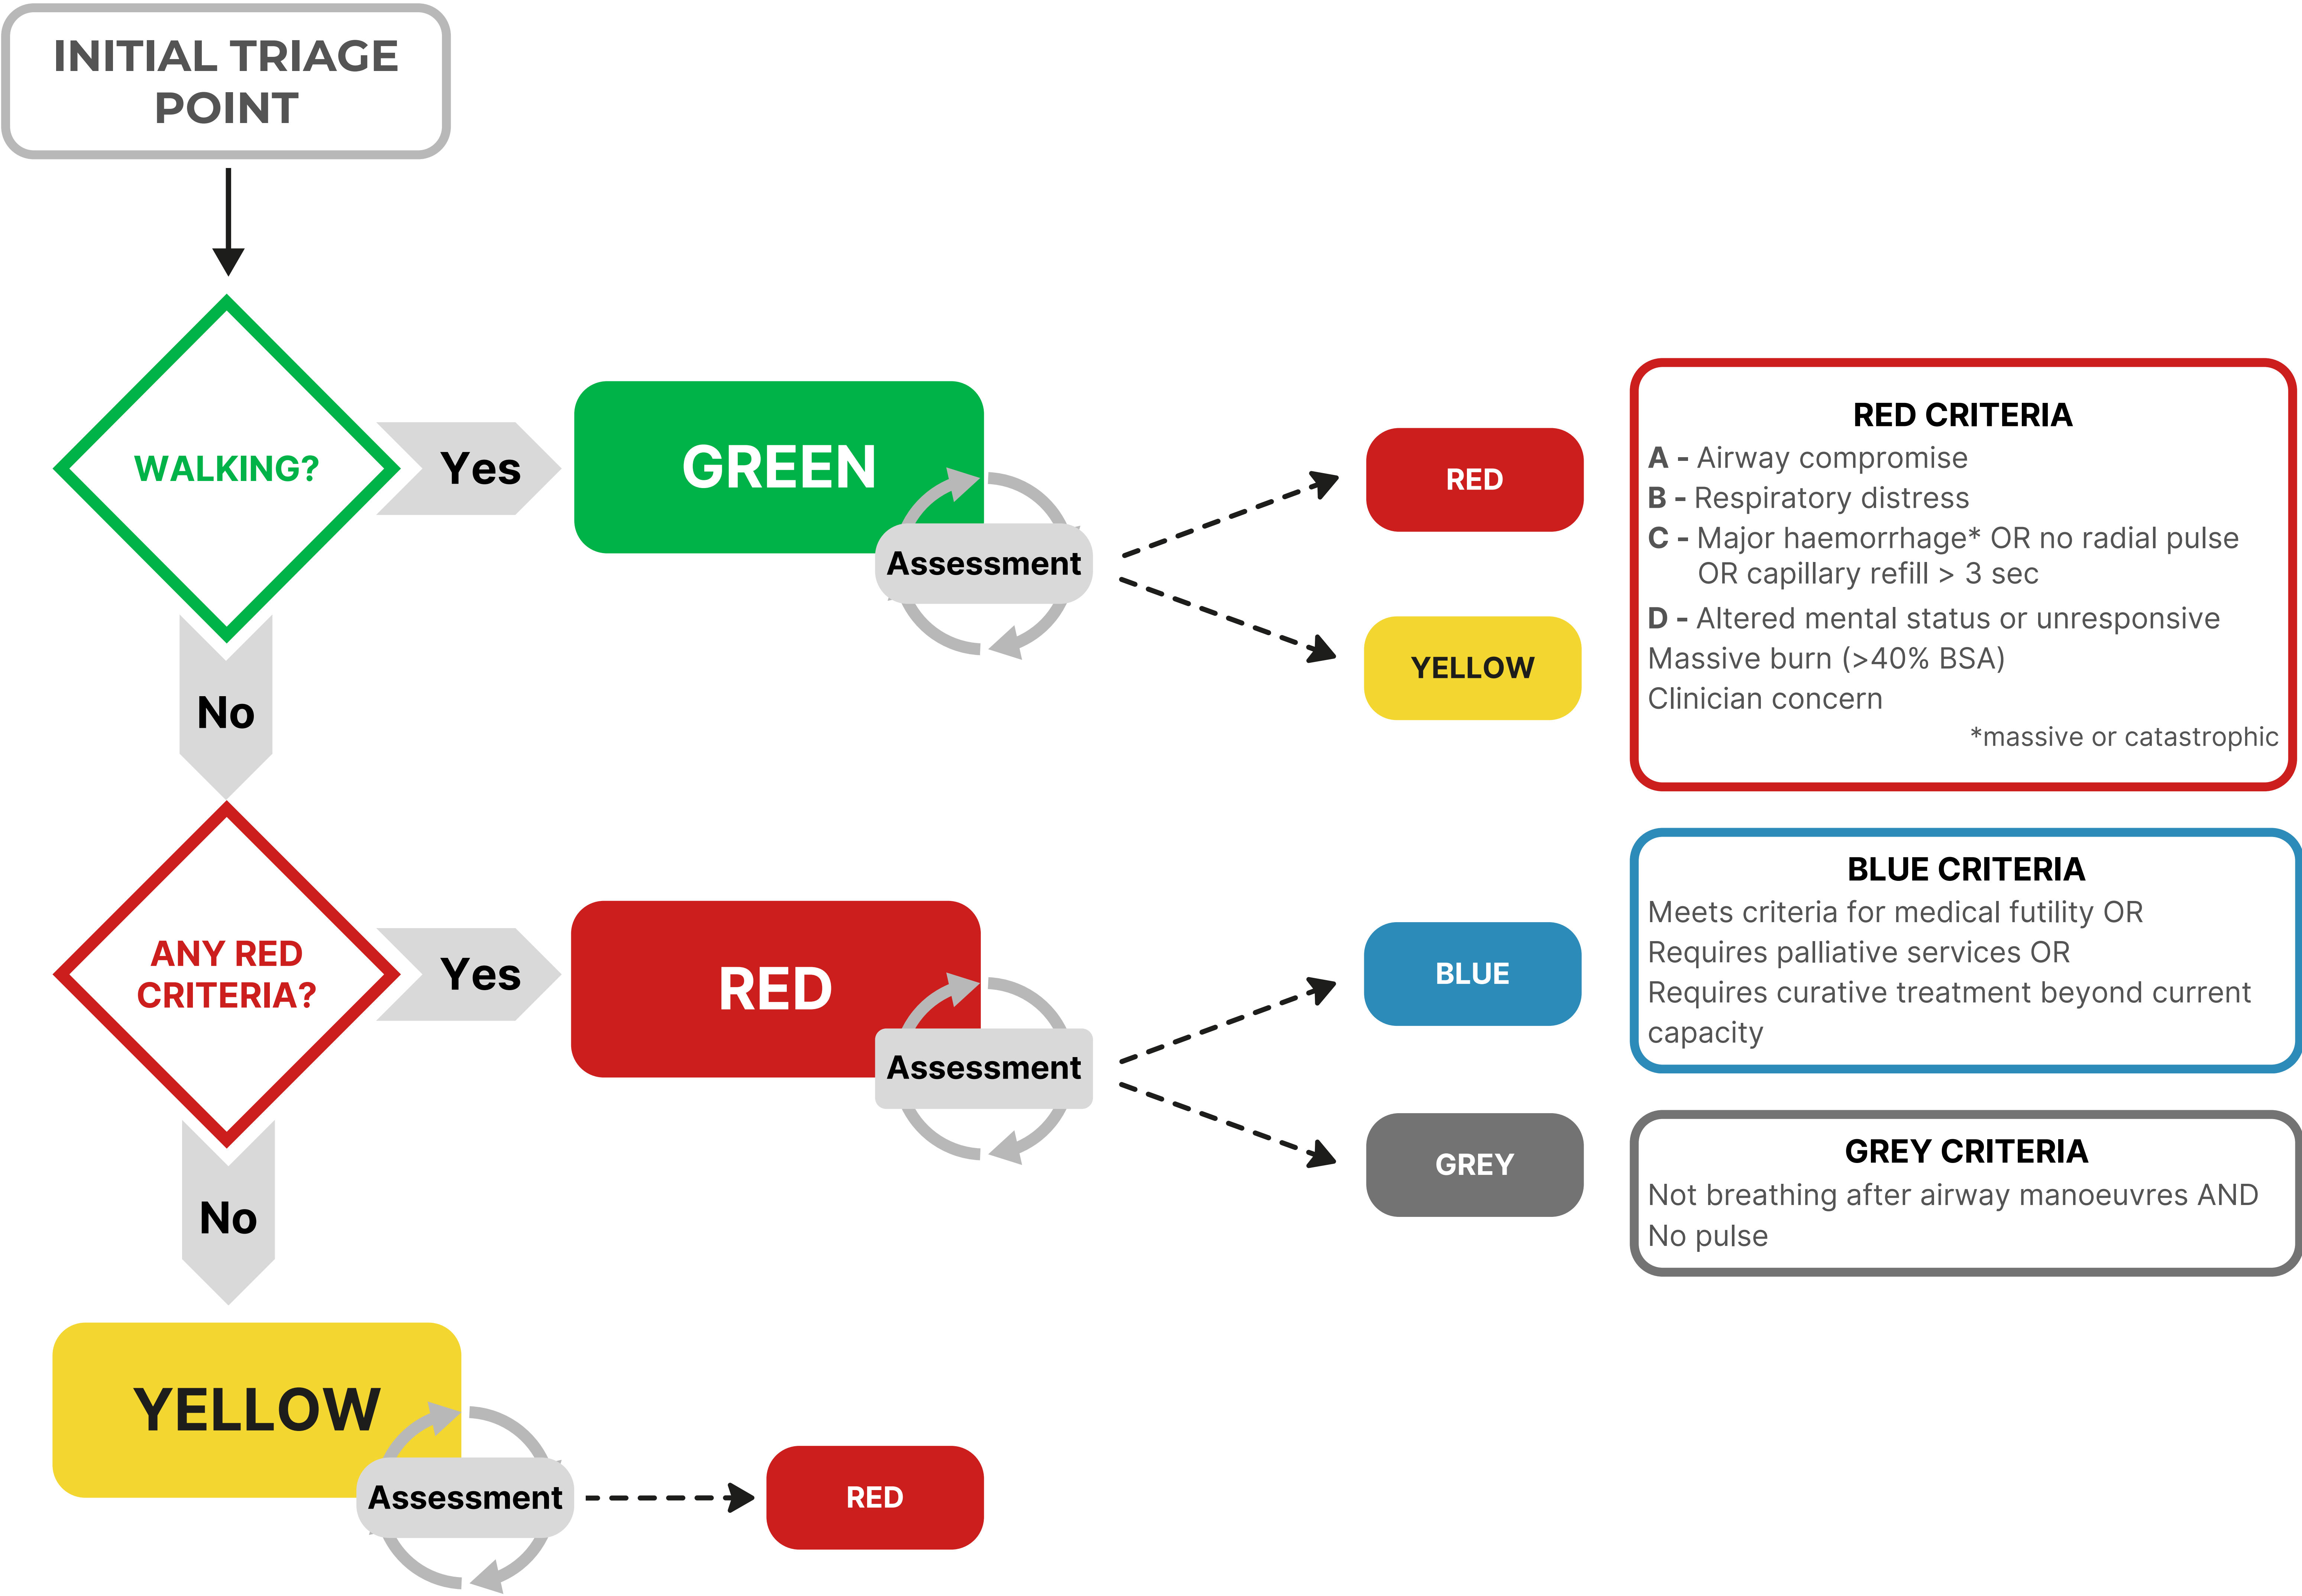 INITIAL TRIAGE
POINT
WALKING?
Yes
GREEN
Assessment
RED
YELLOW
RED CRITERIA
A - Airway compromise
B - Respiratory distress
C - Major haemorrhage* OR no radial pulse
OR capillary refill > 3 sec
D - Altered mental status or unresponsive
Massive burn (>40% BSA)
Clinician concern
*massive or catastrophic
No
ANY RED
CRITERIA?
Yes
RED
Assessment
BLUE
GREY
BLUE CRITERIA
Meets criteria for medical futility OR
Requires palliative services OR
Requires curative treatment beyond current
capacity
GREY CRITERIA
Not breathing after airway manoeuvres AND
No pulse
No
YELLOW
Assessment
RED